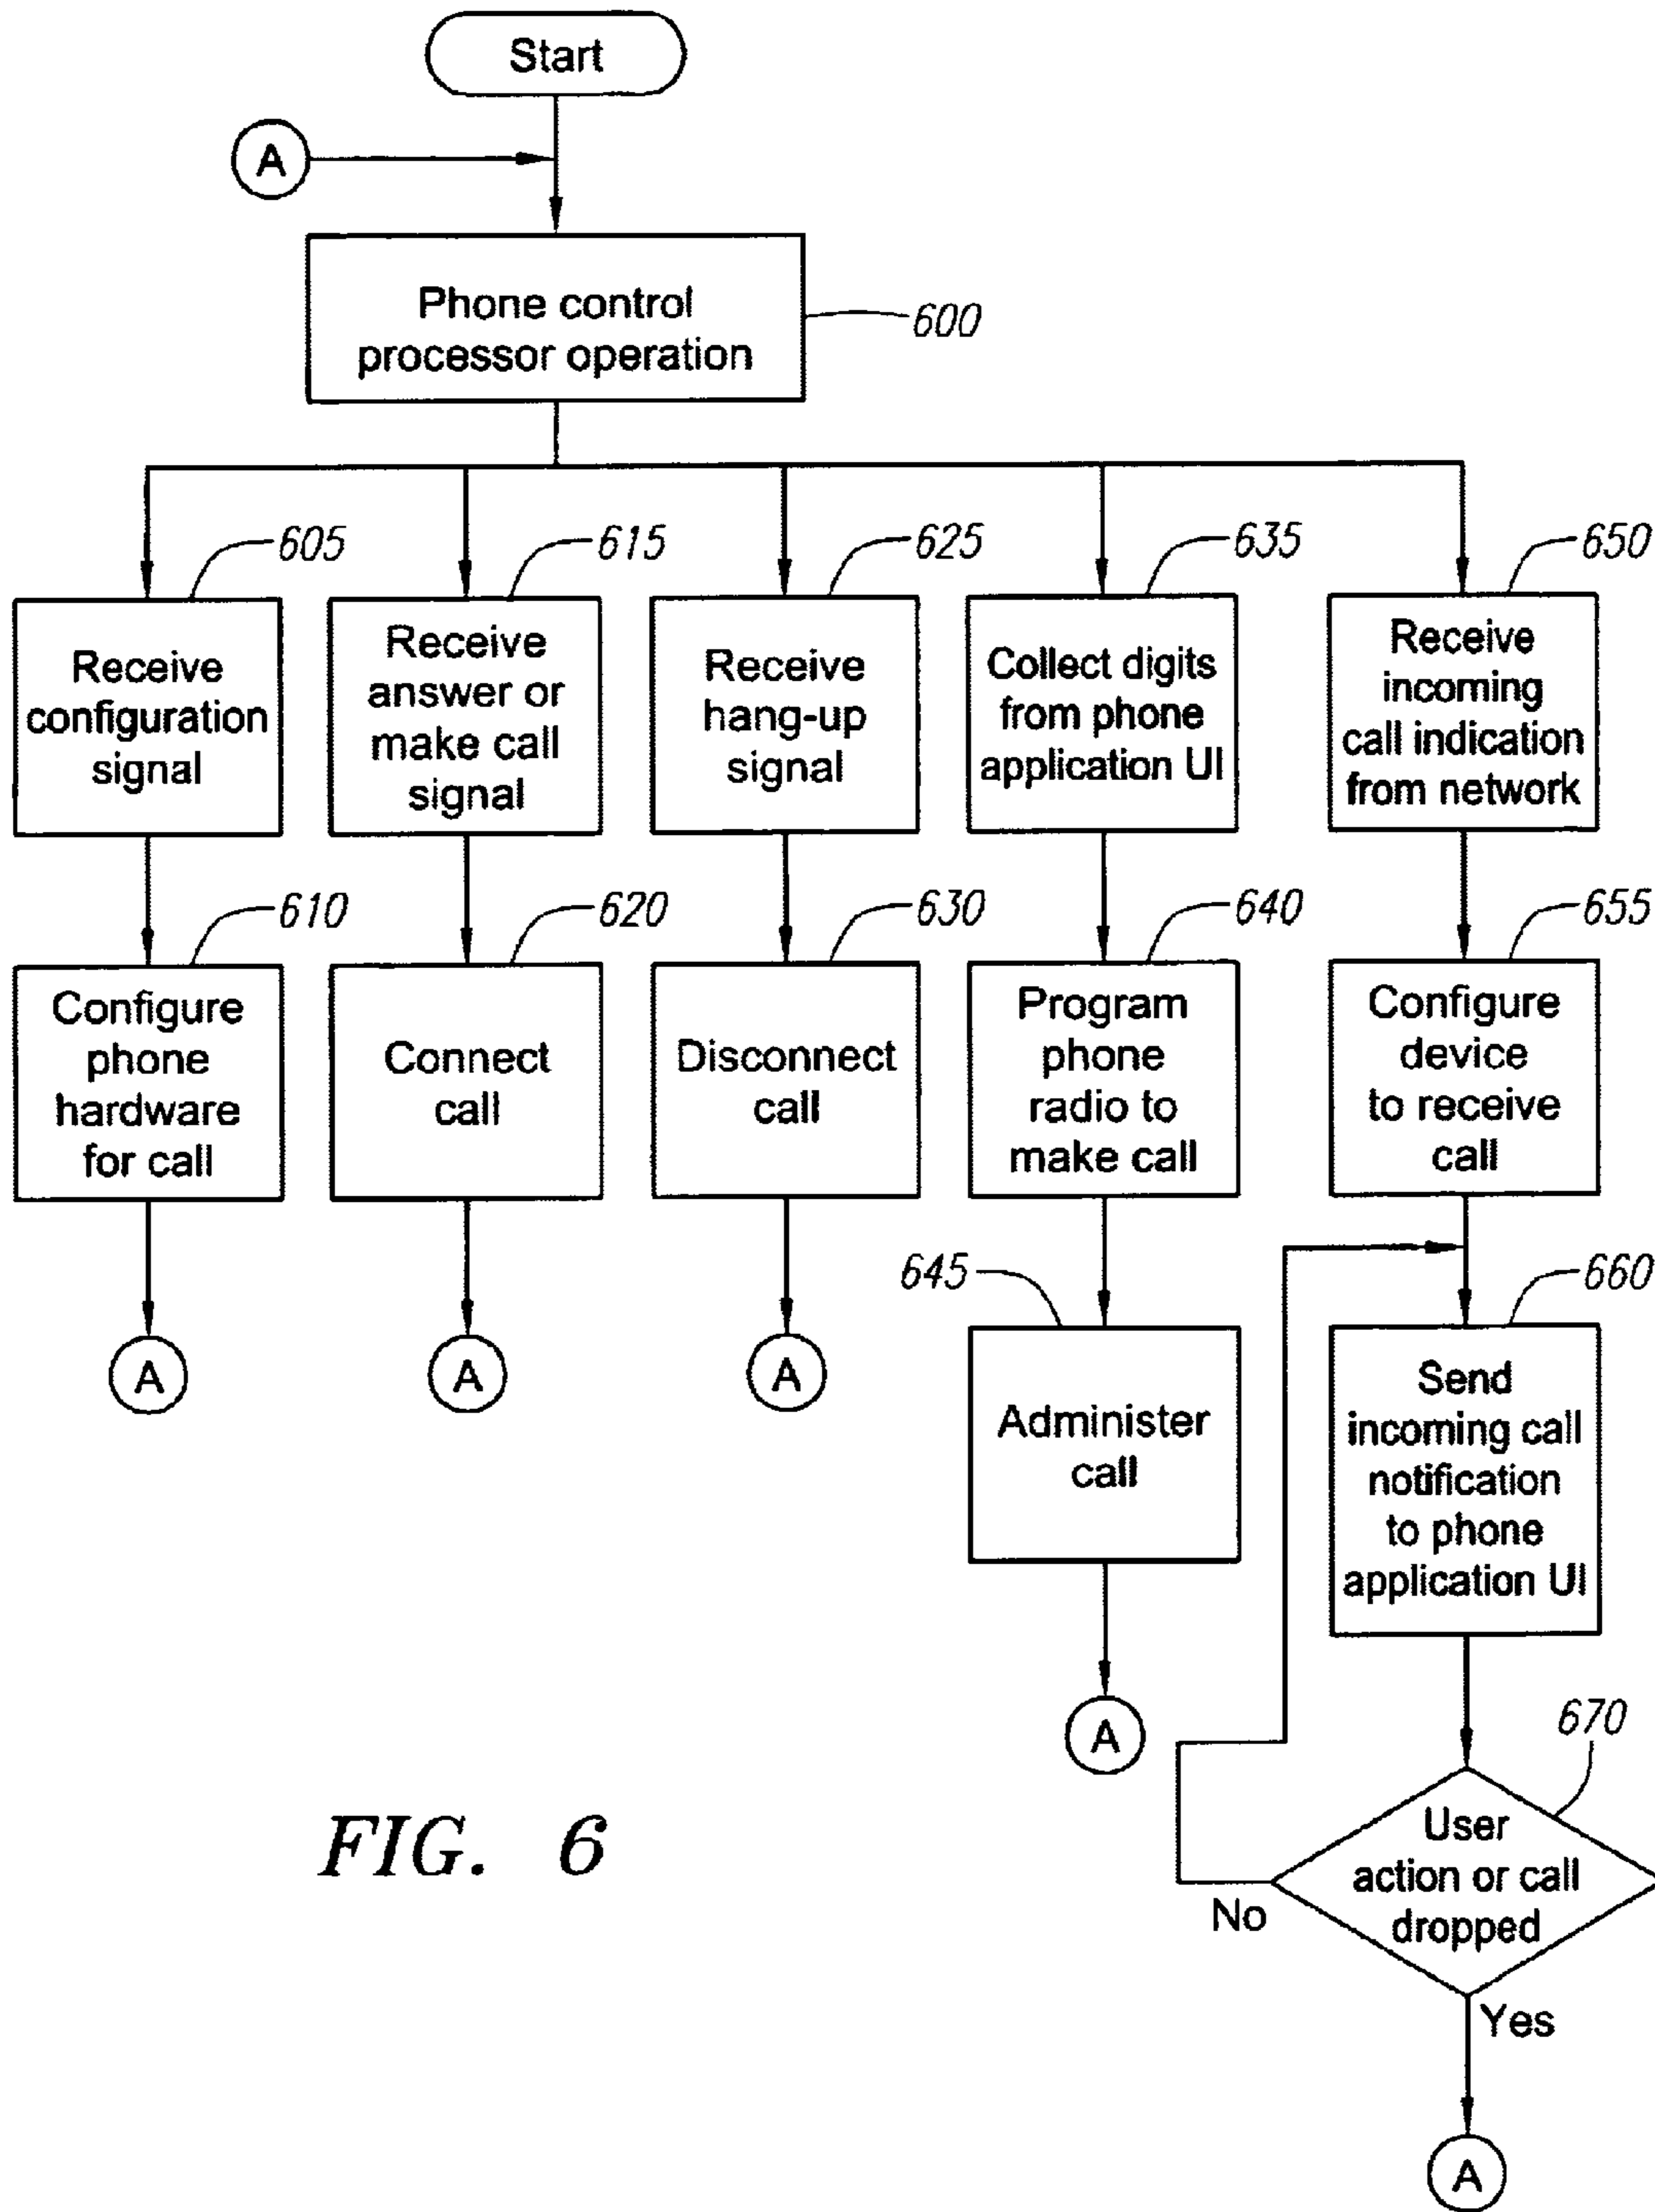 Start
A
Phone control
processor operation
600
605
615
625
635
650
Receive
configuration
signal
Receive
answer or
make call
signal
Receive
hang-up
signal
Collect digits
from phone
application UI
Receive
incoming
call indication
from network
610
620
630
640
655
Configure
phone
hardware
for call
Connect
call
Disconnect
call
Program
phone
radio to
make call
Configure
device
to receive
call
645
660
A
A
A
Administer
call
Send
incoming call
notification
to phone
application UI
A
670
User
action or call
dropped
No
Yes
A
FIG. 6